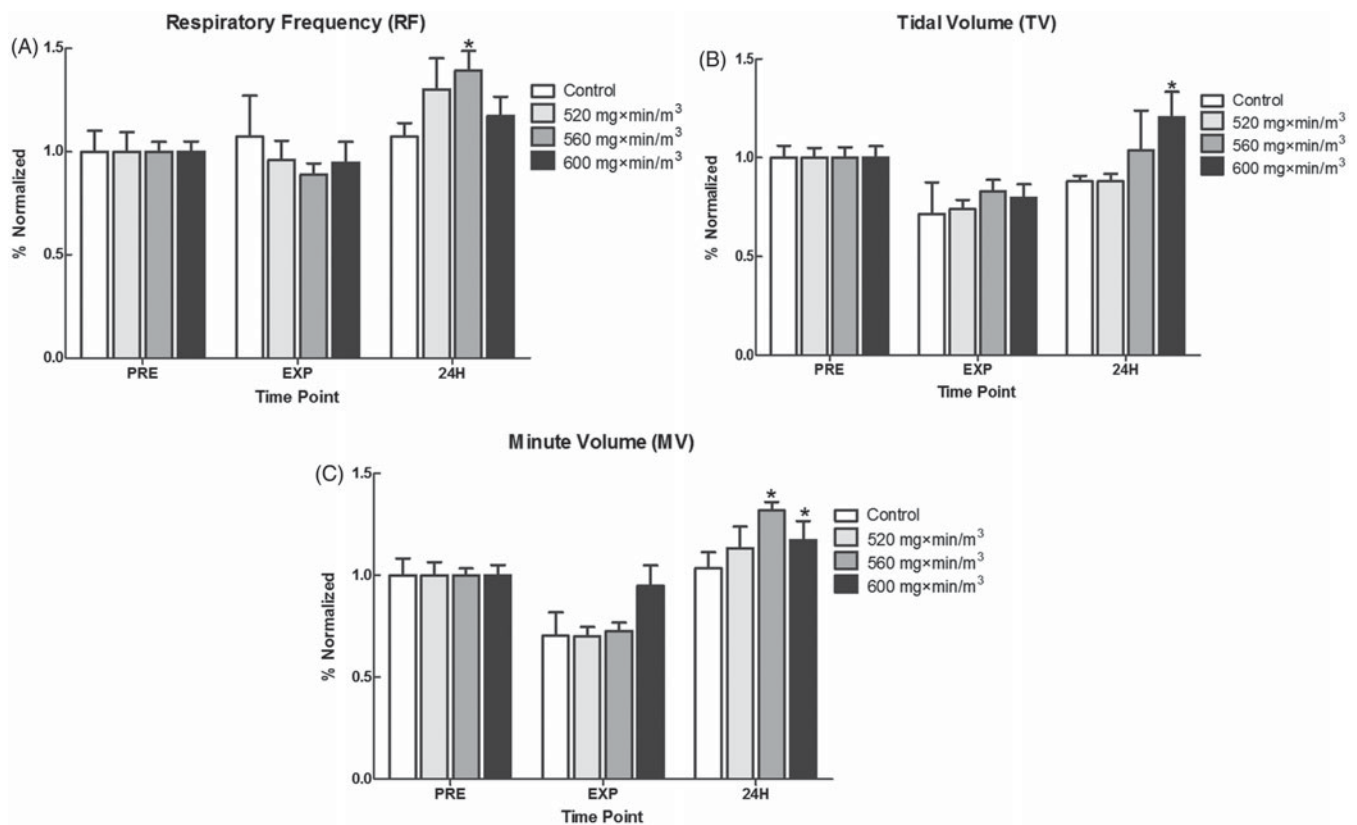 Respiratory Frequency (RF)
(A)
1.5
1.0
0.5
0.0
% Normalized
*
PRE
EXP
24H
Time Point
Control
520 mg×min/m³
560 mg×min/m³
600 mg×min/m³
Tidal Volume (TV)
(B)
1.5
1.0
0.5
0.0
% Normalized
*
PRE
EXP
24H
Time Point
Control
520 mg×min/m³
560 mg×min/m³
600 mg×min/m³
Minute Volume (MV)
(C)
1.5
1.0
0.5
0.0
% Normalized
*
*
PRE
EXP
24H
Time Point
Control
520 mg×min/m³
560 mg×min/m³
600 mg×min/m³